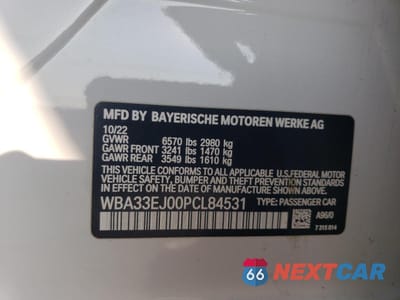 MFD BY BAYERISCHE MOTOREN WERKE AG
10/22
GVWR 6570 lbs 2980 kg
GAWR FRONT 3241 lbs 1470 kg
GAWR REAR 3549 lbs 1610 kg
THIS VEHICLE CONFORMS TO ALL APPLICABLE U.S. FEDERAL MOTOR
VEHICLE SAFETY, BUMPER, AND THEFT PREVENTION STANDARDS IN
EFFECT ON THE DATE OF MANUFACTURE SHOWN ABOVE.
WBA33EJ00PCL84531 TYPE: PASSENGER CAR
A96/0
7 313 814
66 NEXTCAR